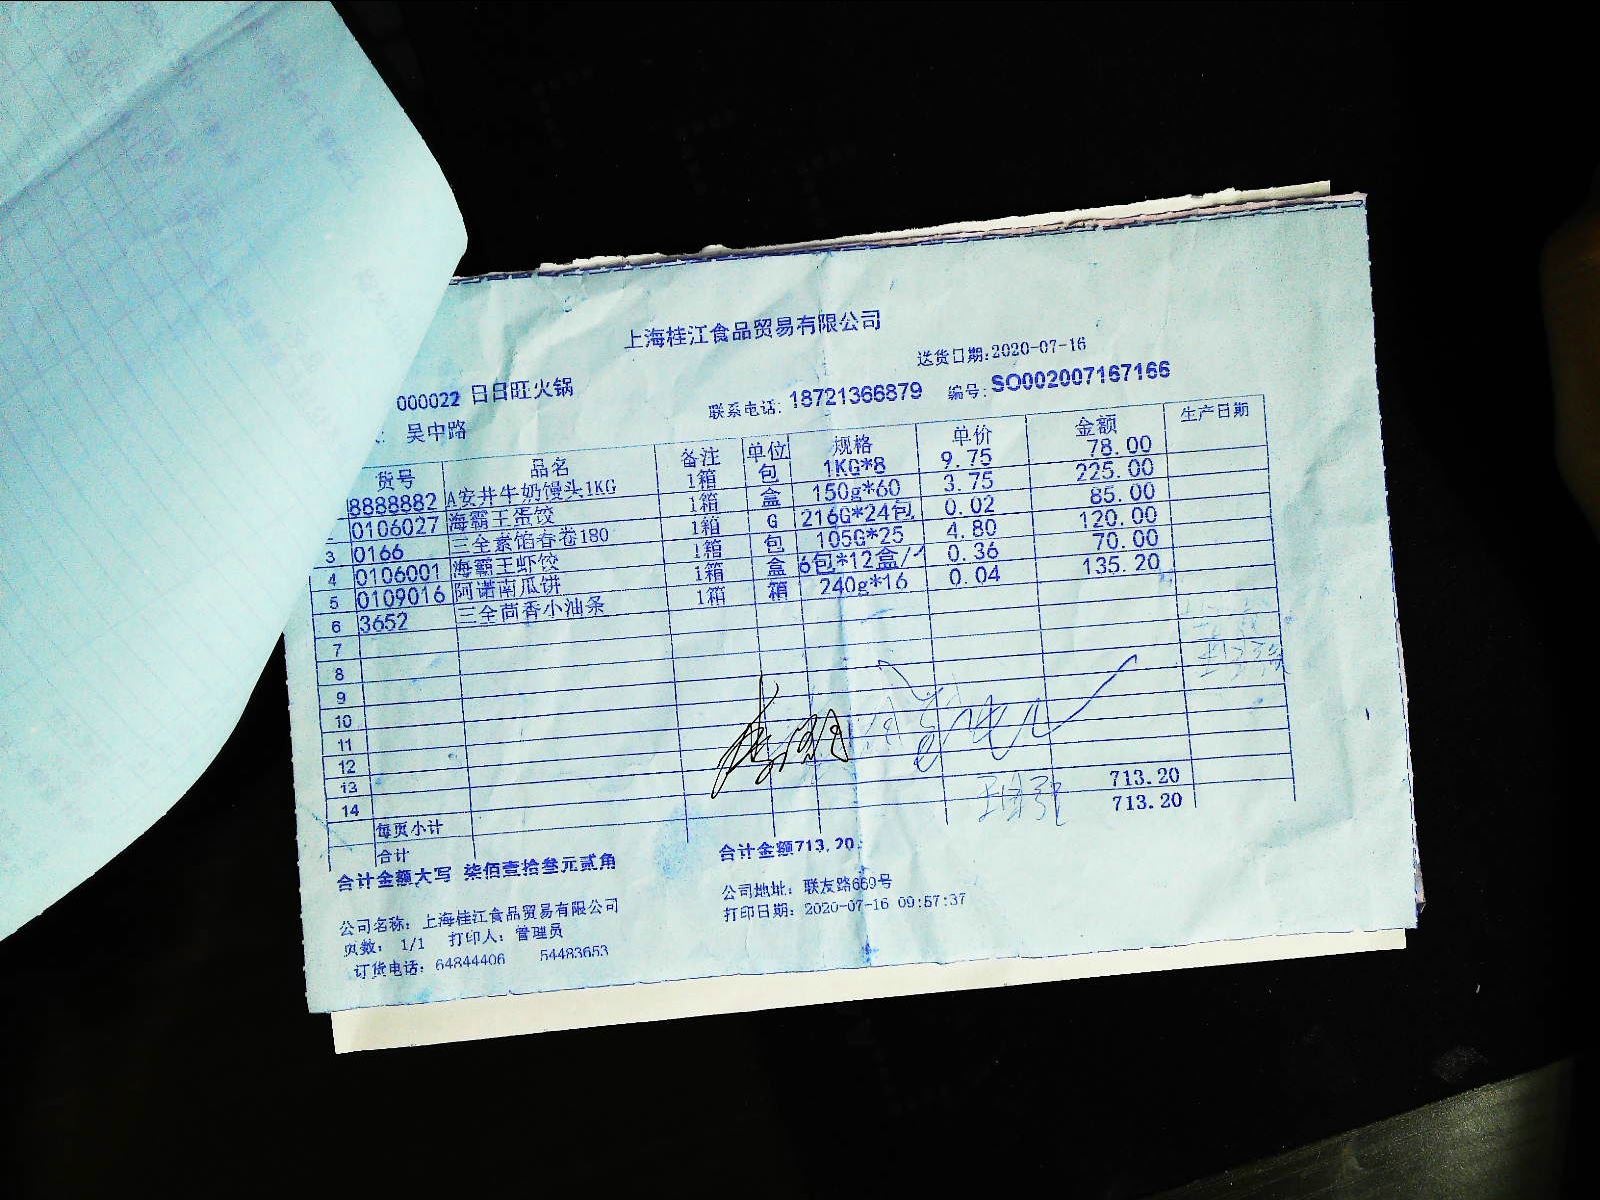 上海桂江食品贸易有限公司
送货日期:2020-07-16
000022 日日旺火锅 联系电话: 18721366879 编号: SO002007167166
吴中路
货号 品名 备注 单位 规格 单价 金额 生产日期
8888882 A安井牛奶馒头1KG 1箱 包 1KG*8 9.75 78.00
0106027 海霸王蛋饺 1箱 盒 150g*60 3.75 225.00
3 0166 三全素馅春卷180 1箱 G 216G*24包 0.02 85.00
4 0106001 海霸王虾饺 1箱 包 105G*25 4.80 120.00
5 0109016 阿诺南瓜饼 1箱 盒 6包*12盒/1 0.36 70.00
6 3652 三全茴香小油条 1箱 箱 240g*16 0.04 135.20
7
8
9
10
11
12
13
14
每页小计 713.20
合计 713.20
合计金额大写 柒佰壹拾叁元贰角 合计金额713.20:
公司名称: 上海桂江食品贸易有限公司 公司地址: 联友路669号
页数: 1/1 打印人: 管理员 打印日期: 2020-07-16 09:57:37
订货电话: 64844406 54483653